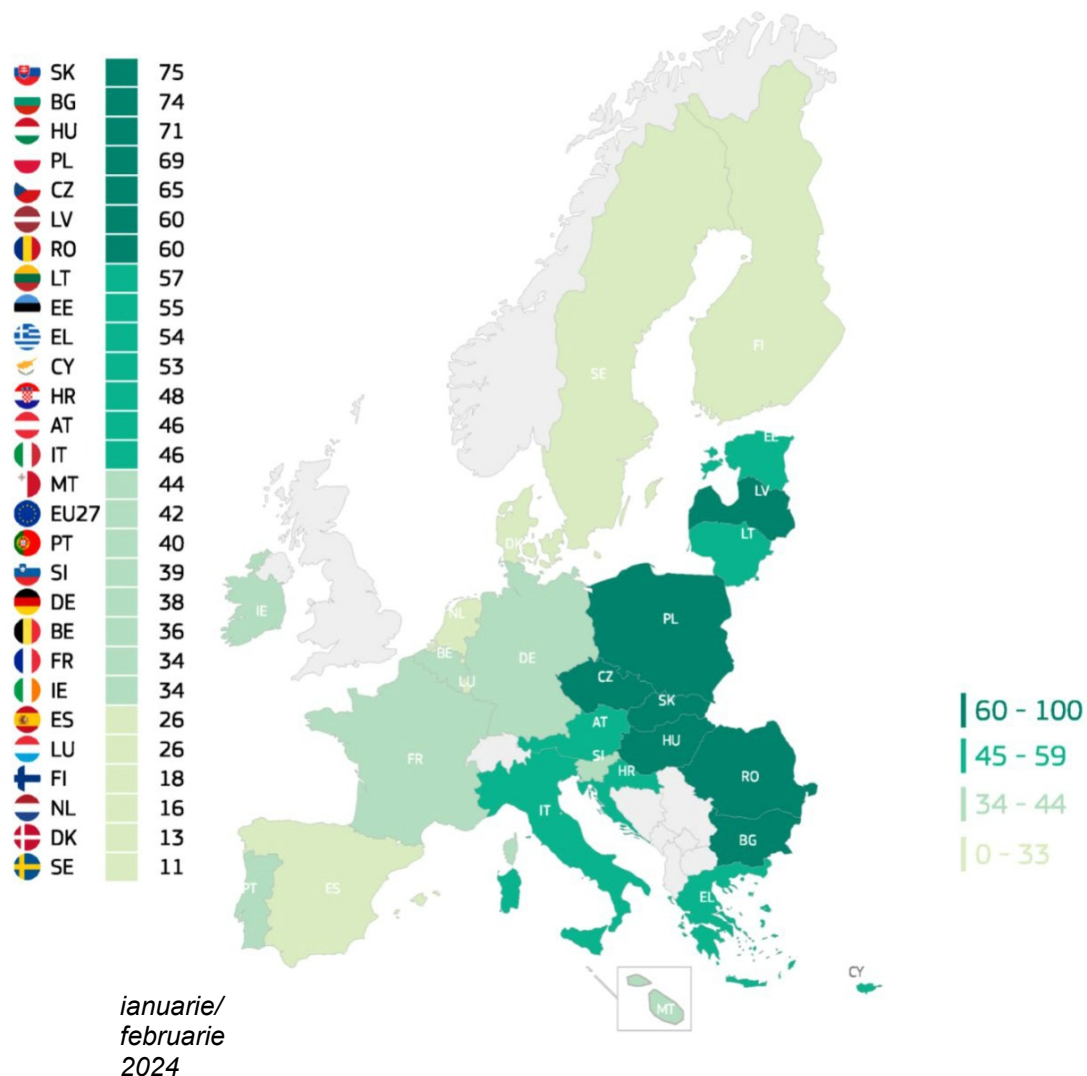 SK 75
BG 74
HU 71
PL 69
CZ 65
LV 60
RO 60
LT 57
EE 55
EL 54
CY 53
HR 48
AT 46
IT 46
MT 44
EU27 42
PT 40
SI 39
DE 38
BE 36
FR 34
IE 34
ES 26
LU 26
FI 18
NL 16
DK 13
SE 11
FI
SE
EE
LV
LT
DK
IE
NL
PL
BE
DE
LU
CZ
SK
AT
HU
SI
FR
HR
RO
IT
BG
PT
ES
EL
CY
MT
60 - 100
45 - 59
34 - 44
0 - 33
ianuarie/
februarie
2024